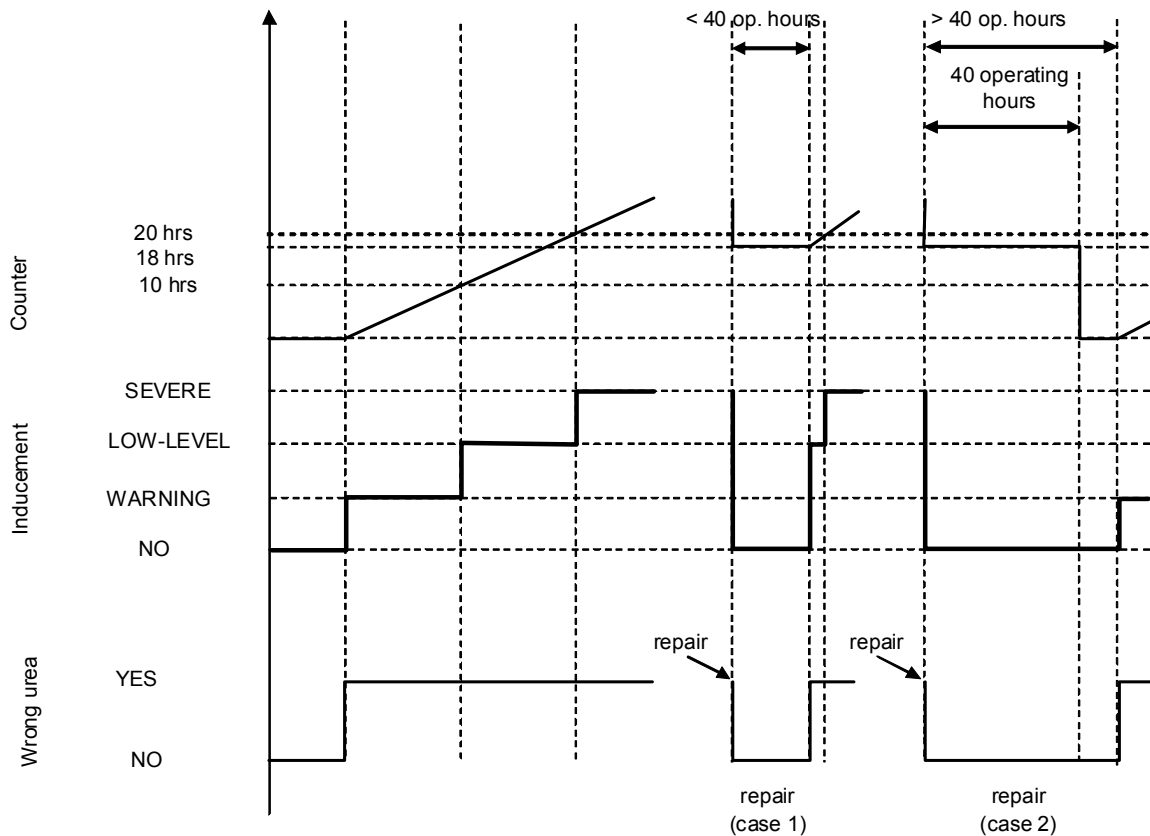 < 40 op. hours
> 40 op. hours
40 operating
hours
Counter
20 hrs
18 hrs
10 hrs
Inducement
SEVERE
LOW-LEVEL
WARNING
NO
Wrong urea
repair
repair
YES
NO
repair
(case 1)
repair
(case 2)